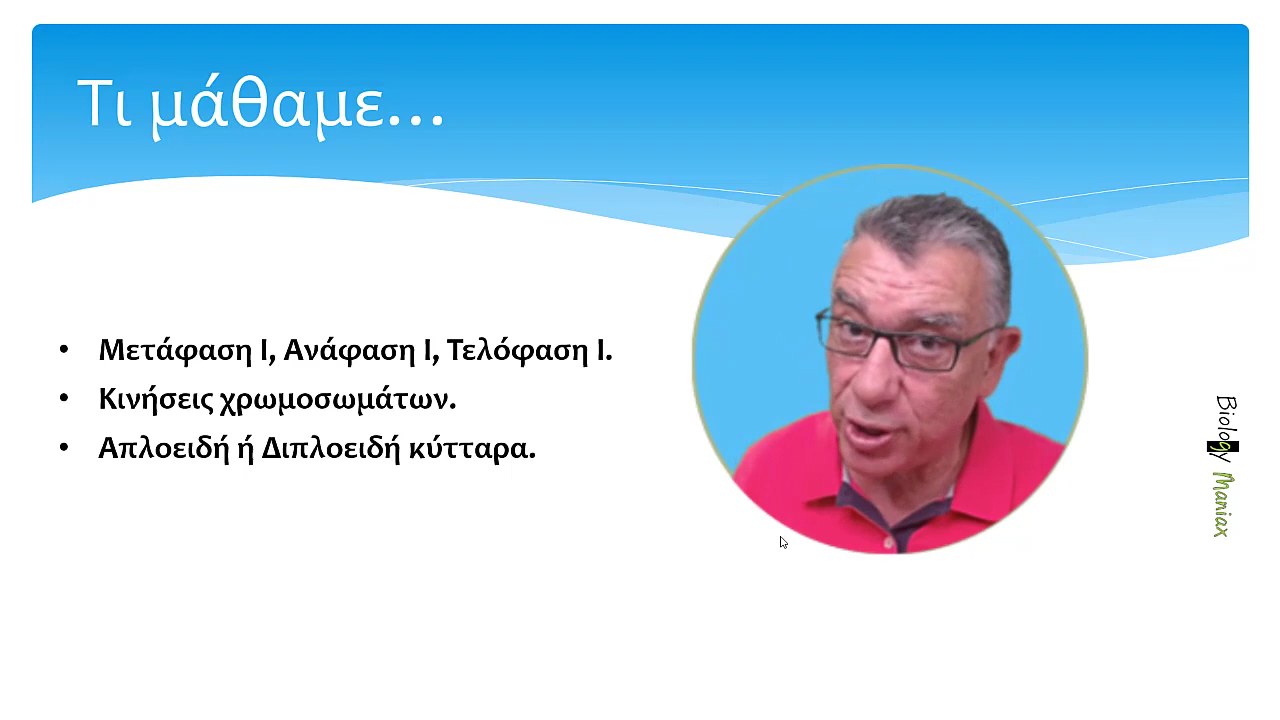 Τι μάθαμε...
• Μετάφαση Ι, Ανάφαση Ι, Τελόφαση Ι.
• Κινήσεις χρωμοσωμάτων.
• Απλοειδή ή Διπλοειδή κύτταρα.
Biology Maniax